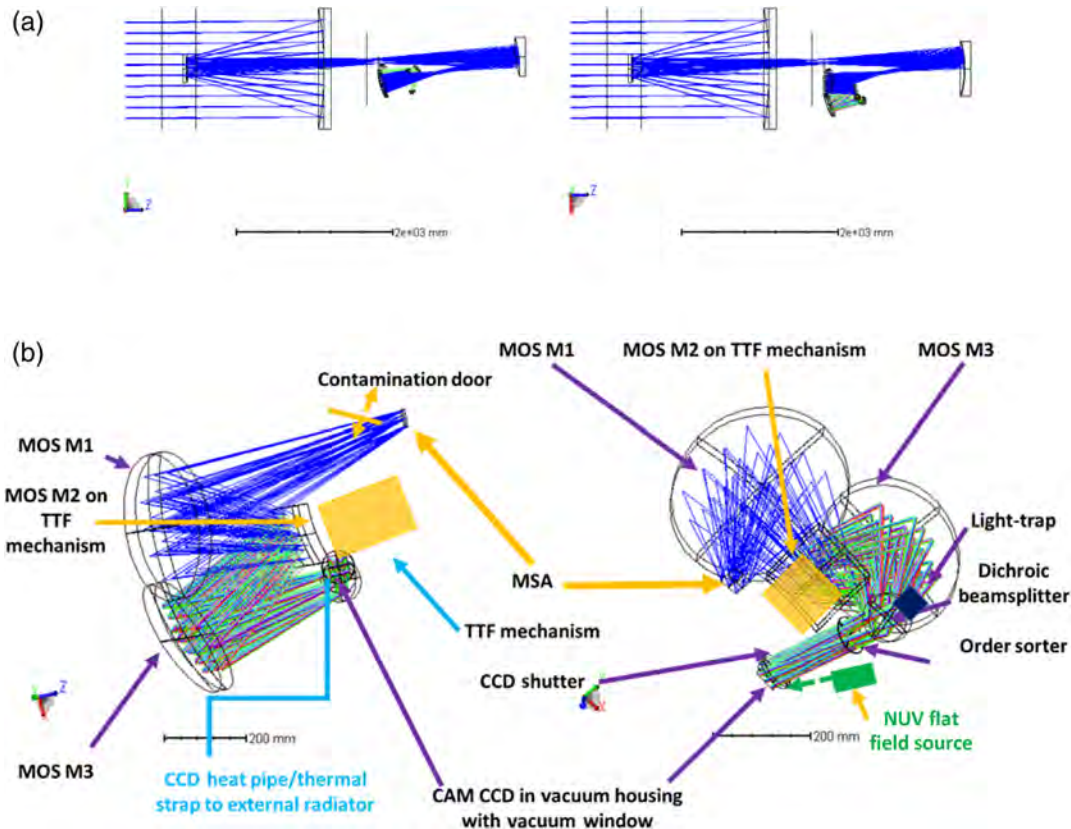 (a)
Y
Z
Z
2e+03 mm
2e+03 mm
(b)
MOS M1
MOS M2 on TTF mechanism
MOS M3
Contamination door
MOS M1
MOS M2 on
TTF
mechanism
Light-trap
Dichroic
beamsplitter
MSA
TTF mechanism
Order sorter
CCD shutter
Z
X
NUV flat
field source
200 mm
200 mm
MOS M3
CCD heat pipe/thermal
strap to external radiator
CAM CCD in vacuum housing
with vacuum window